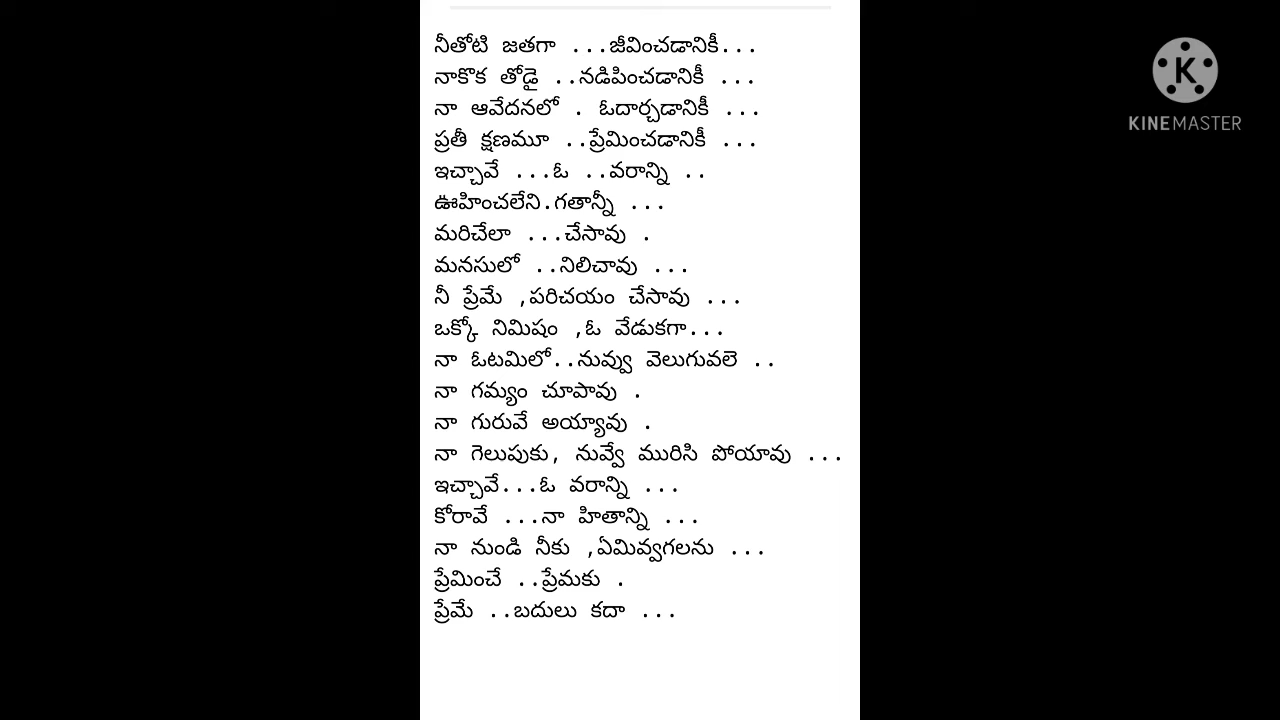 నీతోటి జతగా ...జీవించడానికీ...
నాకొక తోడై ..నడిపించడానికీ ...
నా ఆవేదనలో . ఓదార్చడానికీ ...
ప్రతీ క్షణమూ ..ప్రేమించడానికీ ...
ఇచ్చావే ...ఓ ..వరాన్ని ..
ఊహించలేని.గతాన్నీ ...
మరిచేలా ...చేసావు .
మనసులో ..నిలిచావు ...
నీ ప్రేమే ,పరిచయం చేసావు ...
ఒక్కో నిమిషం ,ఓ వేడుకగా...
నా ఓటమిలో..నువ్వు వెలుగువలె ..
నా గమ్యం చూపావు .
నా గురువే అయ్యావు .
నా గెలుపుకు, నువ్వే మురిసి పోయావు ...
ఇచ్చావే...ఓ వరాన్ని ...
కోరావే ...నా హితాన్ని ...
నా నుండి నీకు ,ఏమివ్వగలను ...
ప్రేమించే ..ప్రేమకు .
ప్రేమే ..బదులు కదా ...
K
KINEMASTER